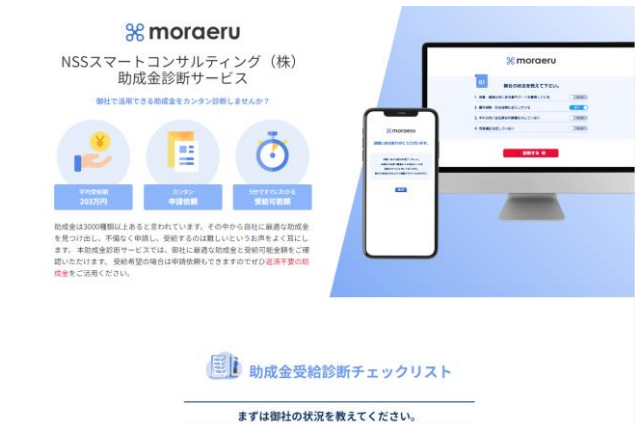 moraeru
NSSスマートコンサルティング（株）
助成金診断サービス
御社で活用できる助成金をカンタン診断しませんか？
平均受給額
203万円
カンタン
申請依頼
5分ですぐにわかる
受給可能額
助成金は3000種類以上あると言われています。その中から自社に最適な助成金
を見つけ出し、不備なく申請し、受給するのは難しいというお声をよく耳にし
ます。 本助成金診断サービスでは、御社に最適な助成金と受給可能金額をご確
認いただけます。 受給希望の場合は申請依頼もできますのでぜひ返済不要の助
成金をご活用ください。
moraeru
moraeru
01
御社の状況を教えて下さい。
診断する
助成金受給診断チェックリスト
まずは御社の状況を教えてください。